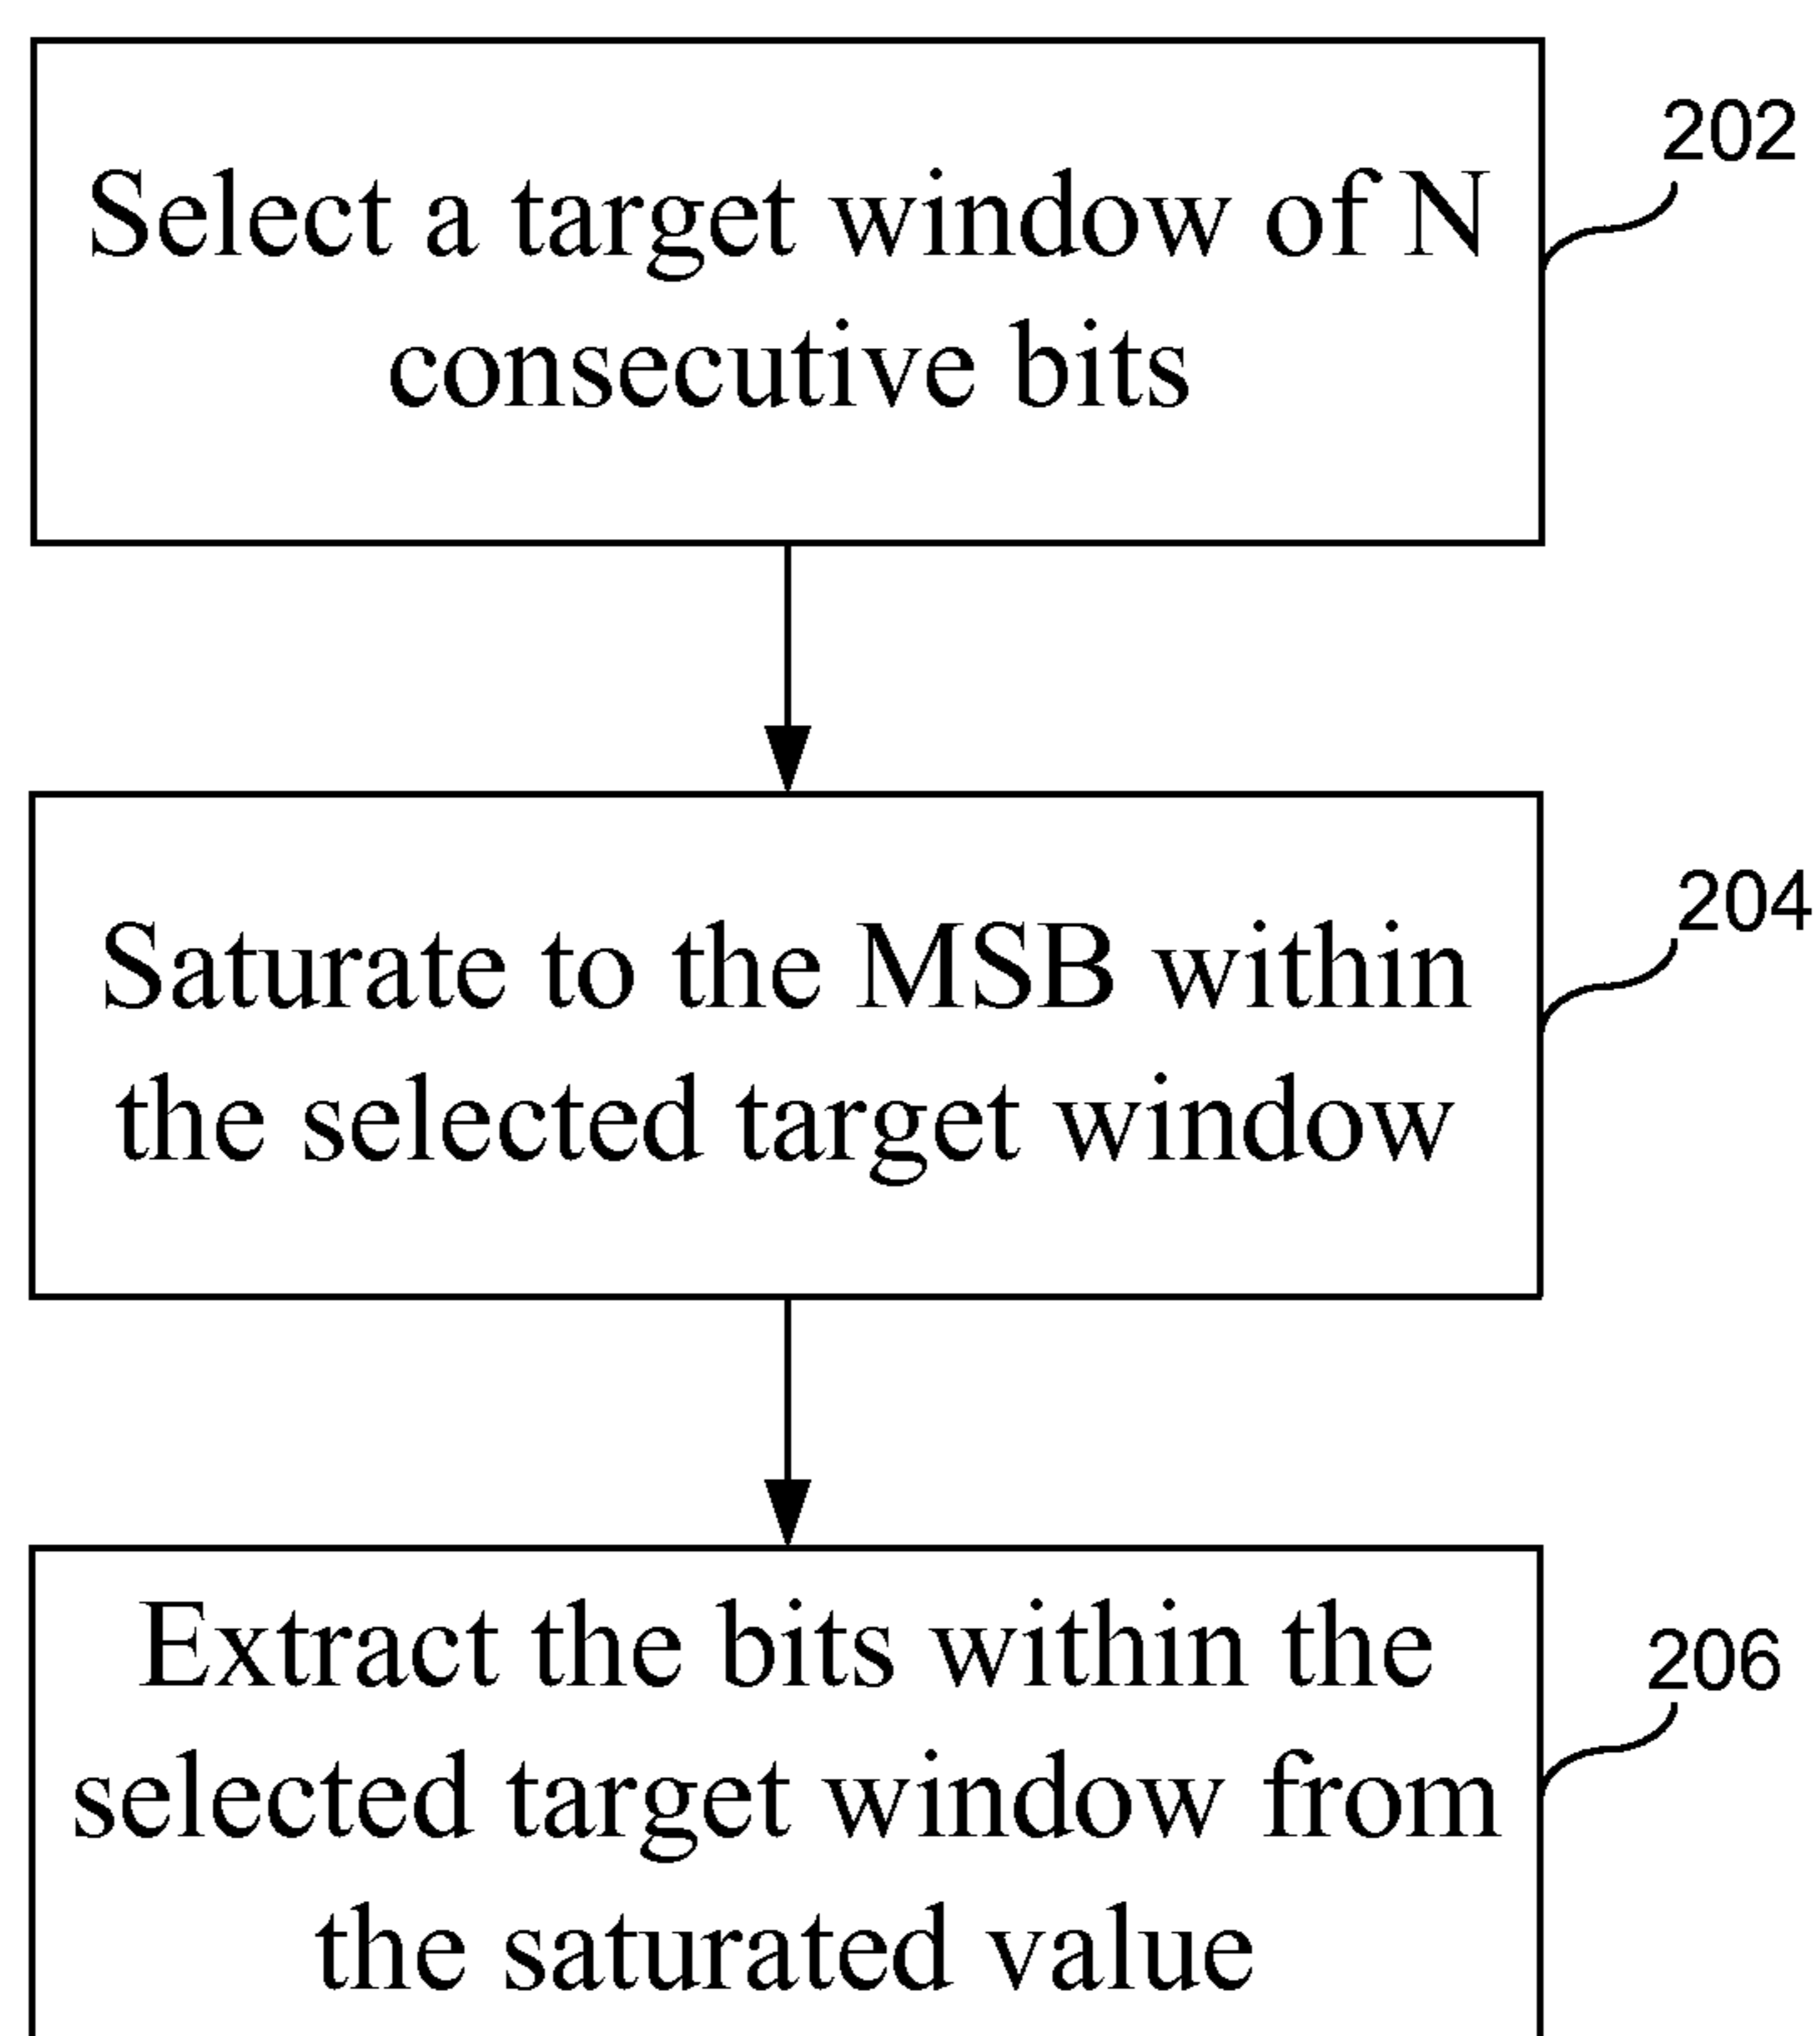 202
Select a target window of N
consecutive bits
204
Saturate to the MSB within
the selected target window
Extract the bits within the
206
selected target window from
the saturated value